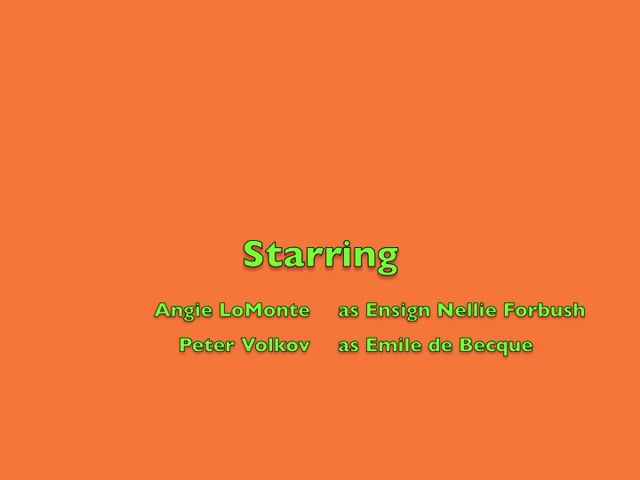 Starring
Angie LoMonte as Ensign Nellie Forbush
Peter Volkov as Emile de Becque